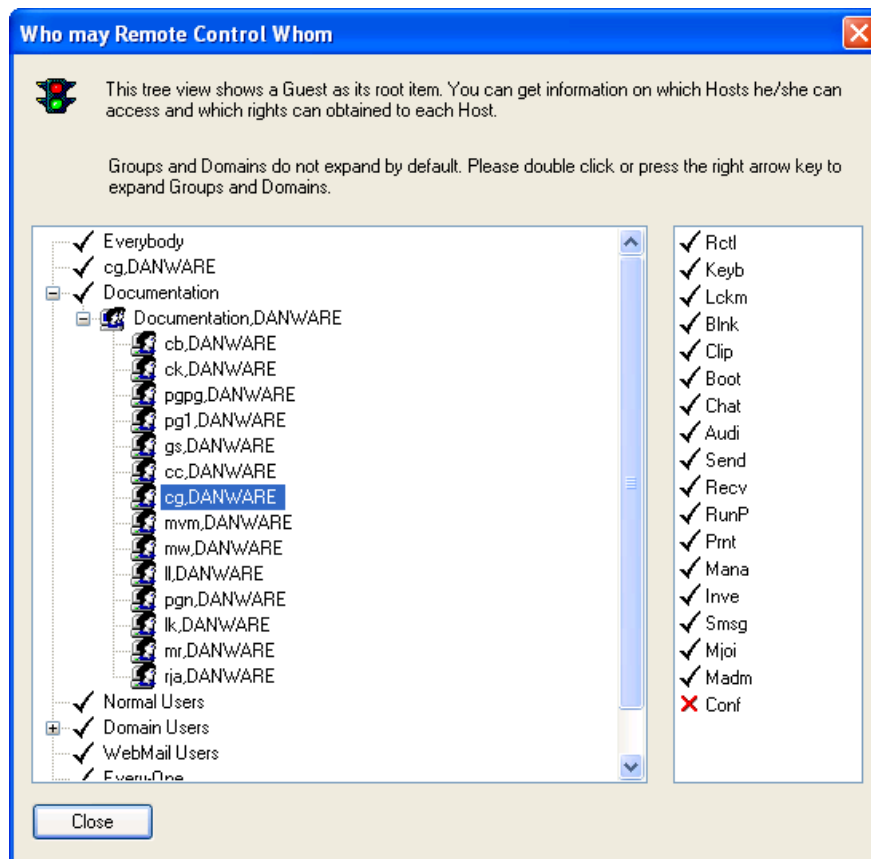 Who may Remote Control Whom
This tree view shows a Guest as its root item. You can get information on which Hosts he/she can
access and which rights can obtained to each Host.
Groups and Domains do not expand by default. Please double click or press the right arrow key to
expand Groups and Domains.
Everybody
cg,DANWARE
Documentation
Documentation,DANWARE
cb,DANWARE
ck,DANWARE
pgpg,DANWARE
pg1,DANWARE
gs,DANWARE
cc,DANWARE
cg,DANWARE
mvm,DANWARE
mw,DANWARE
ll,DANWARE
pgn,DANWARE
lk,DANWARE
mr,DANWARE
rja,DANWARE
Normal Users
Domain Users
WebMail Users
Every-One
Rctl
Keyb
Lckm
Blnk
Clip
Boot
Chat
Audi
Send
Recv
RunP
Prnt
Mana
Inve
Smsg
Mjoi
Madm
Conf
Close